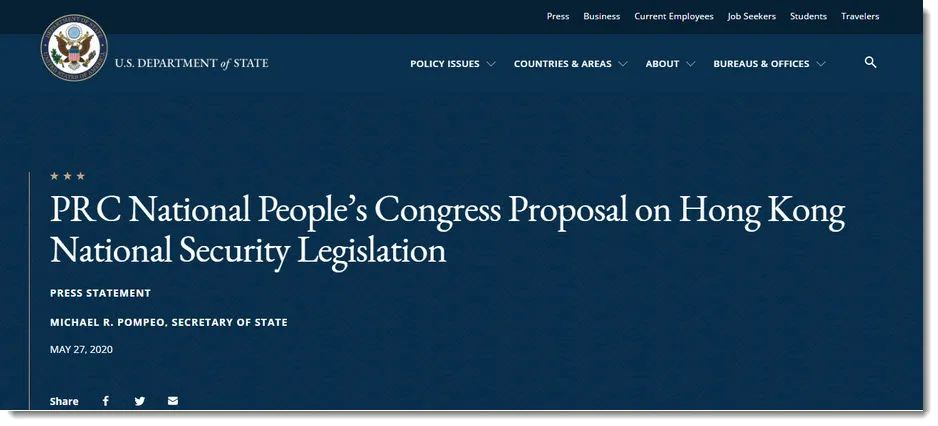 Press Business Current Employees Job Seekers Students Travelers
U.S. DEPARTMENT of STATE
POLICY ISSUES COUNTRIES & AREAS ABOUT BUREAUS & OFFICES
PRC National People’s Congress Proposal on Hong Kong
National Security Legislation
PRESS STATEMENT
MICHAEL R. POMPEO, SECRETARY OF STATE
MAY 27, 2020
Share